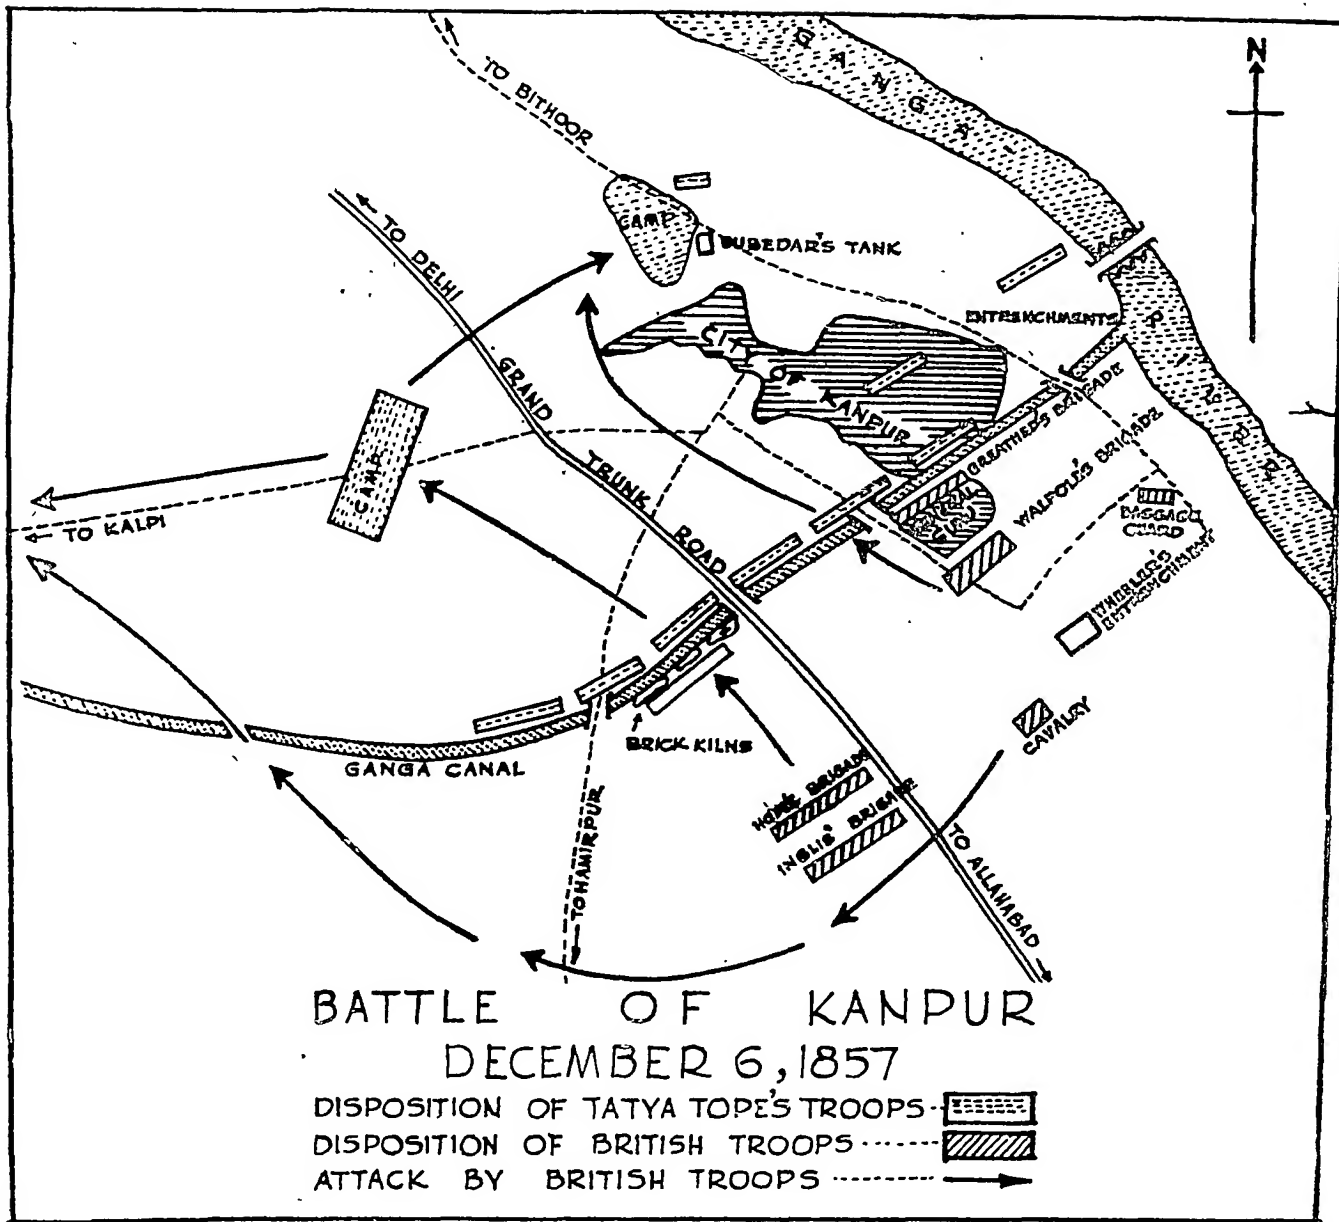 GANGA
N
TO BITHOOR
CAMP
SUBEDAR'S TANK
TO DELHI
ENTRENCHMENTS
RIVER
CITY OF KANPUR
GRAND TRUNK ROAD
GREATHED'S BRIGADE
WALPOLE'S BRIGADE
BAGGAGE
GUARD
CAMP
TO KALPI
WHEELER'S
ENTRENCHMENT
CAVALRY
BRICK KILNS
GANGA CANAL
HOPE'S BRIGADE
INGLIS' BRIGADE
TO HAMIRPUR
TO ALLAHABAD
BATTLE OF KANPUR
DECEMBER 6, 1857
DISPOSITION OF TATYA TOPE'S TROOPS
DISPOSITION OF BRITISH TROOPS
ATTACK BY BRITISH TROOPS